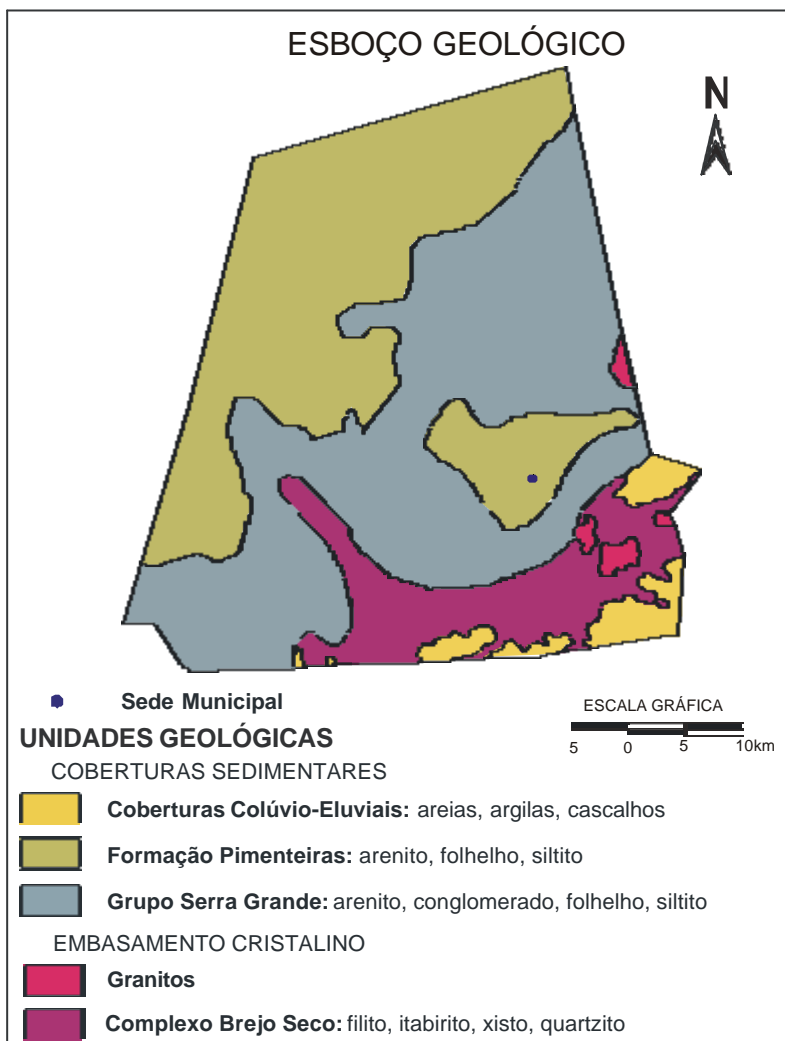 ESBOÇO GEOLÓGICO
N
Sede Municipal
ESCALA GRÁFICA
5 0 5 10km
UNIDADES GEOLÓGICAS
COBERTURAS SEDIMENTARES
Coberturas Colúvio-Eluviais: areias, argilas, cascalhos
Formação Pimenteiras: arenito, folhelho, siltito
Grupo Serra Grande: arenito, conglomerado, folhelho, siltito
EMBASAMENTO CRISTALINO
Granitos
Complexo Brejo Seco: filito, itabirito, xisto, quartzito